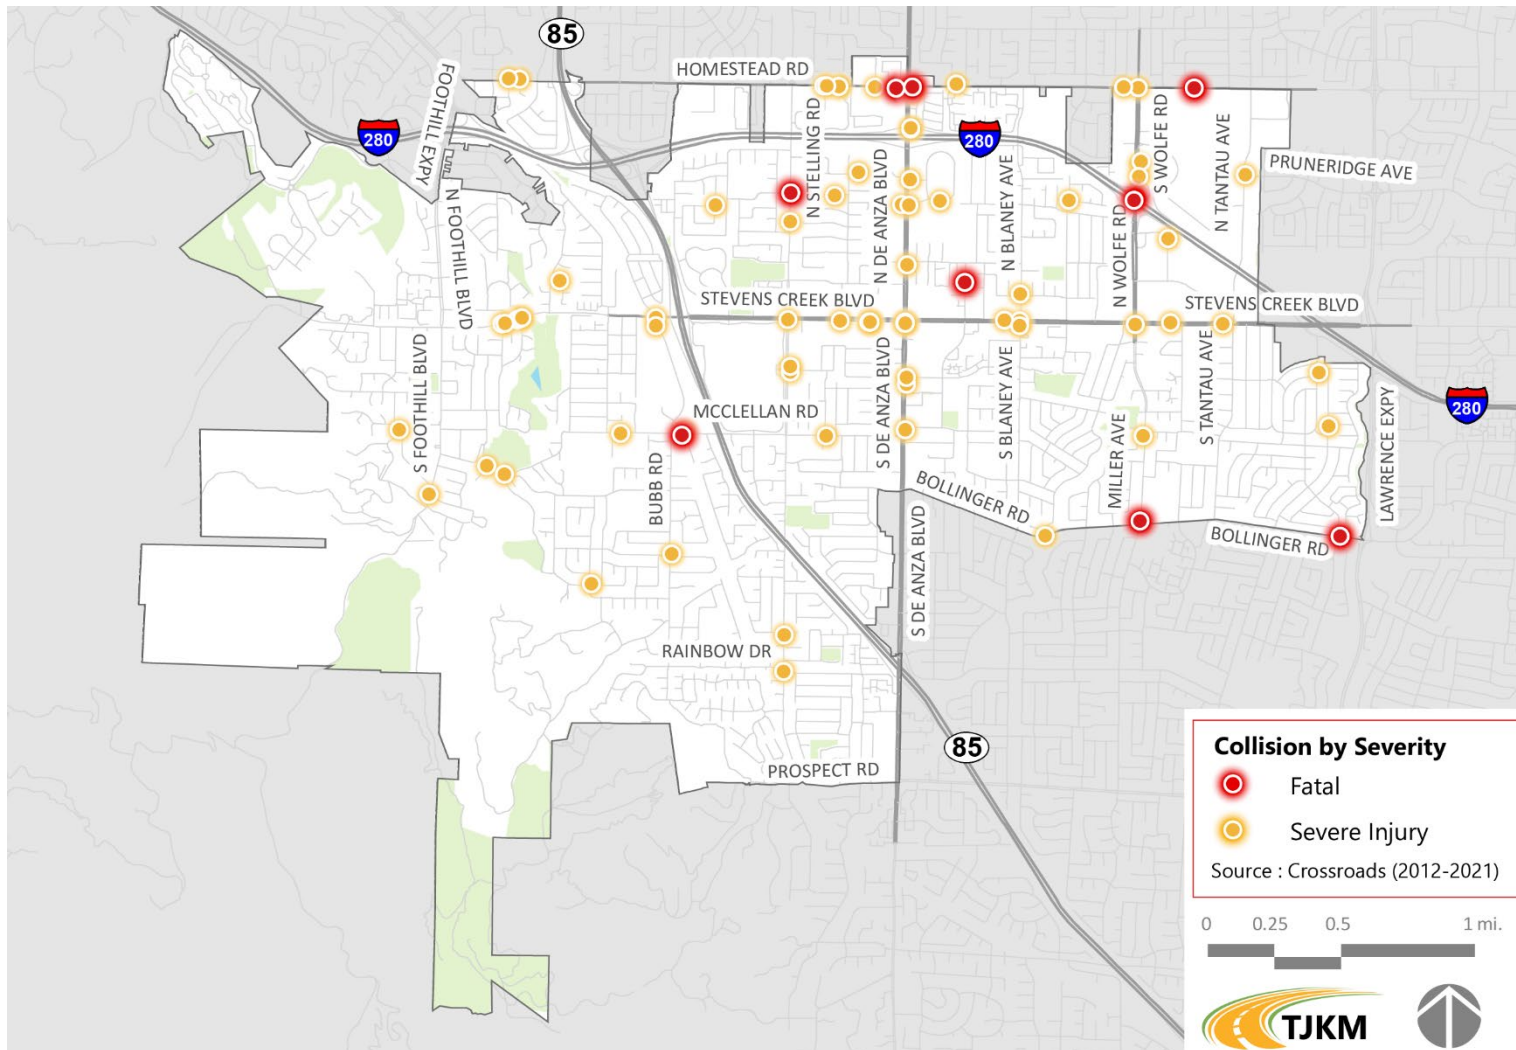 85
HOMESTEAD RD
FOOTHILL EXPY
280
280
N STELLING RD
N DE ANZA BLVD
N BLANEY AVE
S WOLFE RD
N TANTAU AVE
PRUNERIDGE AVE
N FOOTHILL BLVD
N WOLFE RD
STEVENS CREEK BLVD
STEVENS CREEK BLVD
S FOOTHILL BLVD
S DE ANZA BLVD
S BLANEY AVE
S TANTAU AVE
MCCLELLAN RD
280
LAWRENCE EXPY
MILLER AVE
BUBB RD
BOLLINGER RD
BOLLINGER RD
S DE ANZA BLVD
RAINBOW DR
85
PROSPECT RD
Collision by Severity
Fatal
Severe Injury
Source : Crossroads (2012-2021)
0 0.25 0.5 1 mi.
TJKM